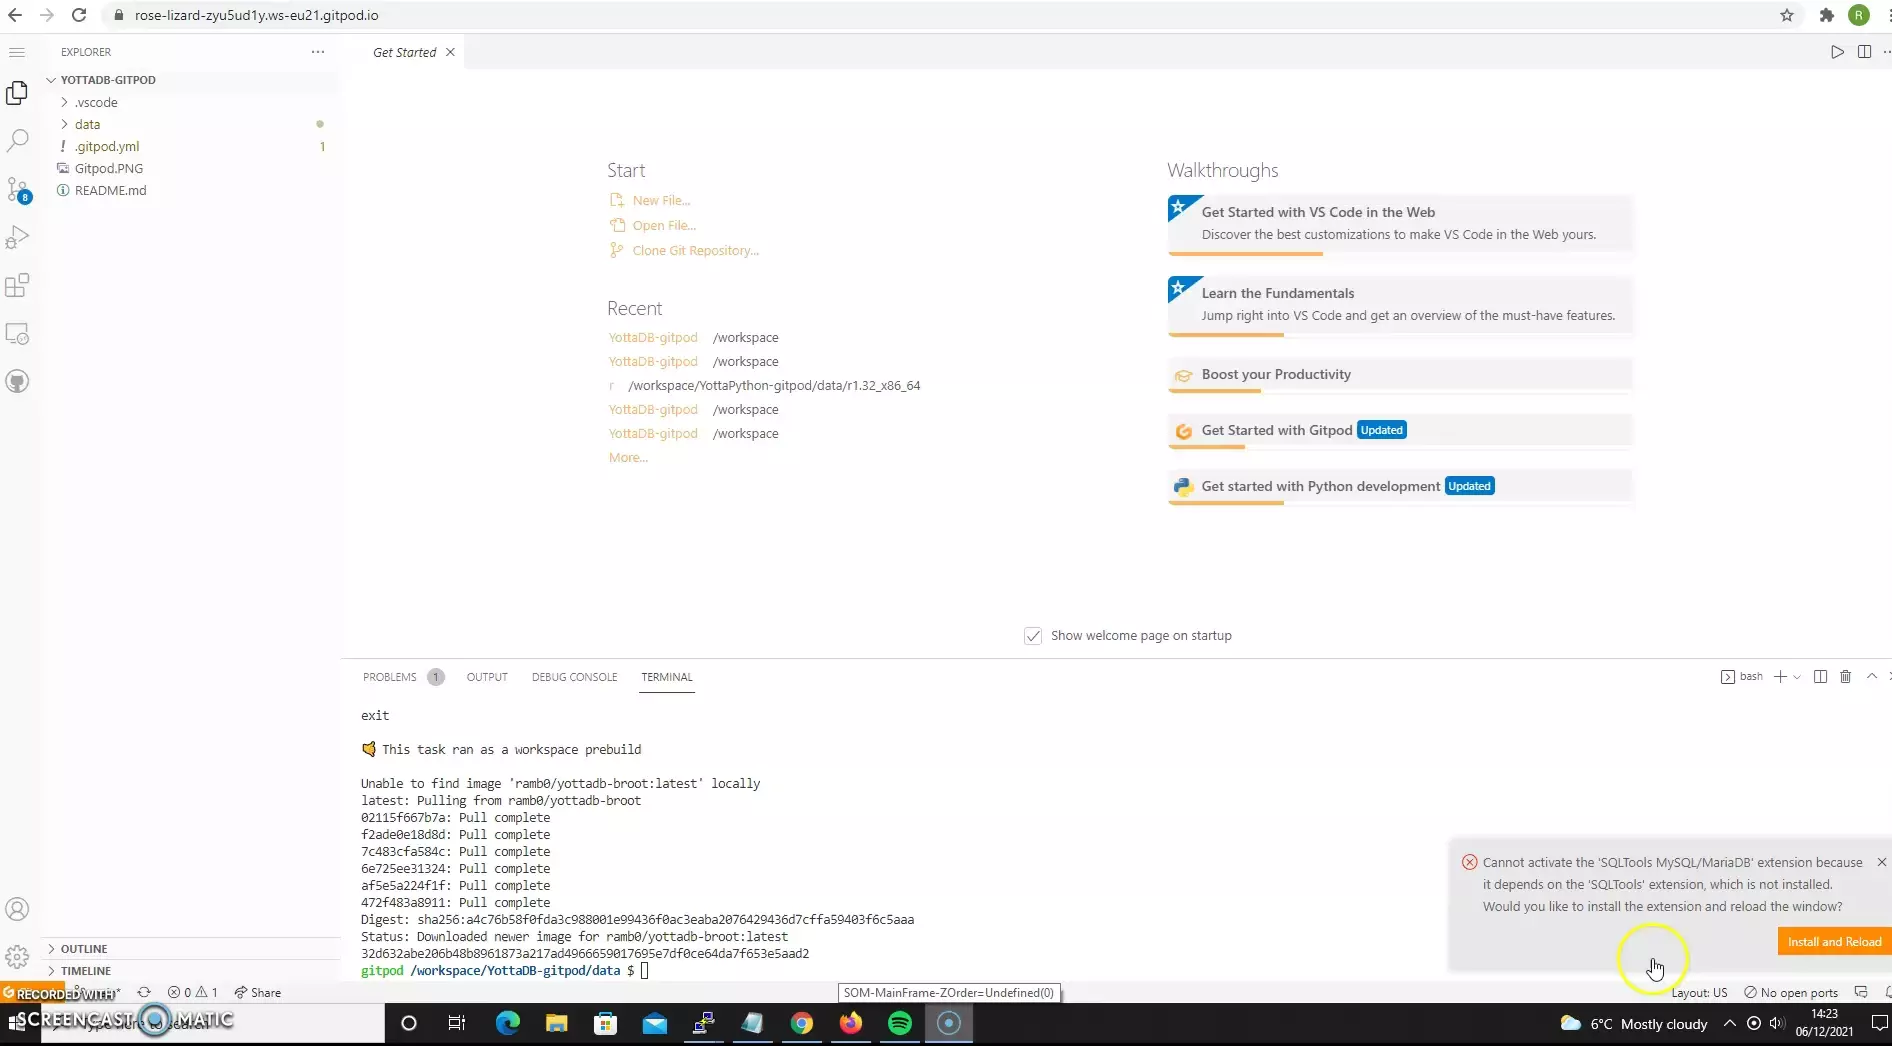 rose-lizard-zyu5ud1y.ws-eu21.gitpod.io
R
EXPLORER
Get Started
YOTTADB-GITPOD
.vscode
data
! .gitpod.yml 1
Gitpod.PNG
README.md
8
Start
New File...
Open File...
Clone Git Repository...
Recent
YottaDB-gitpod /workspace
YottaDB-gitpod /workspace
r /workspace/YottaPython-gitpod/data/r1.32_x86_64
YottaDB-gitpod /workspace
YottaDB-gitpod /workspace
More...
Walkthroughs
Get Started with VS Code in the Web
Discover the best customizations to make VS Code in the Web yours.
Learn the Fundamentals
Jump right into VS Code and get an overview of the must-have features.
Boost your Productivity
Get Started with Gitpod Updated
Get started with Python development Updated
Show welcome page on startup
PROBLEMS 1 OUTPUT DEBUG CONSOLE TERMINAL
bash
exit
This task ran as a workspace prebuild
Unable to find image 'ramb0/yottadb-broot:latest' locally
latest: Pulling from ramb0/yottadb-broot
02115f667b7a: Pull complete
f2ade0e18d8d: Pull complete
7c483cfa584c: Pull complete
6e725ee31324: Pull complete
af5e5a224f1f: Pull complete
472f483a8911: Pull complete
Digest: sha256:a4c76b58f0fda3c988001e99436f0ac3eaba2076429436d7cffa59403f6c5aaa
Status: Downloaded newer image for ramb0/yottadb-broot:latest
32d632abe206b48b8961873a217ad4966659017695e7df0ce64da7f653e5aad2
gitpod /workspace/YottaDB-gitpod/data $
Cannot activate the 'SQLTools MySQL/MariaDB' extension because
it depends on the 'SQLTools' extension, which is not installed.
Would you like to install the extension and reload the window?
Install and Reload
OUTLINE
TIMELINE
0 1 Share
SOM-MainFrame-ZOrder=Undefined(0)
Layout: US No open ports
RECORDED WITH
SCREENCAST MATIC
Type here to search
6°C Mostly cloudy
14:23
06/12/2021